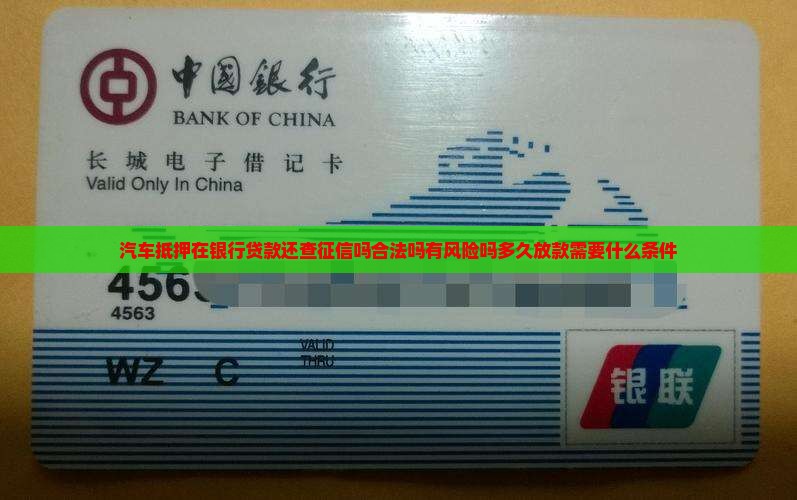 中国銀行
BANK OF CHINA
长城电子借记卡
Valid Only In China
汽车抵押在银行贷款还查征信吗合法吗有风险吗多久放款需要什么条件
456
4563
VALID
THRU
WZ C
银联